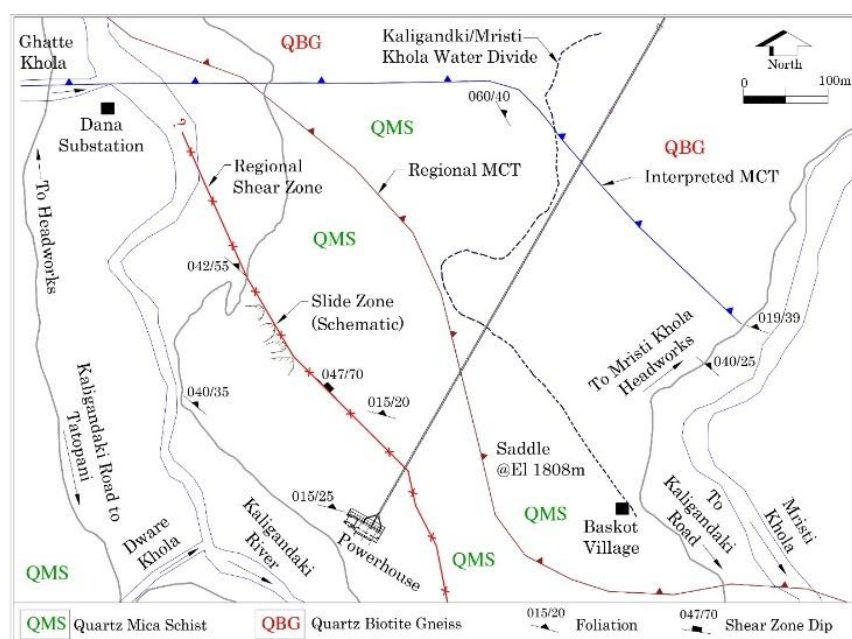 Ghatte
Khola
QBG
Kaligandki/Mristi
Khola Water Divide
North
0
100m
060/40
Dana
Substation
QMS
QBG
Regional
Shear Zone
Regional MCT
Interpreted MCT
To Headworks
QMS
042/55
Slide Zone
(Schematic)
019/39
To Mristi Khola
Headworks
040/25
047/70
040/35
015/20
Kaligandaki Road to
Tatopani
Saddle
@El 1808m
015/25
Powerhouse
QMS
Baskot
Village
To
Kaligandaki
Road
Mristi
Khola
Dware
Khola
Kaligandaki
River
QMS
QMS
QMS Quartz Mica Schist
QBG Quartz Biotite Gneiss
015/20
Foliation
047/70
Shear Zone Dip